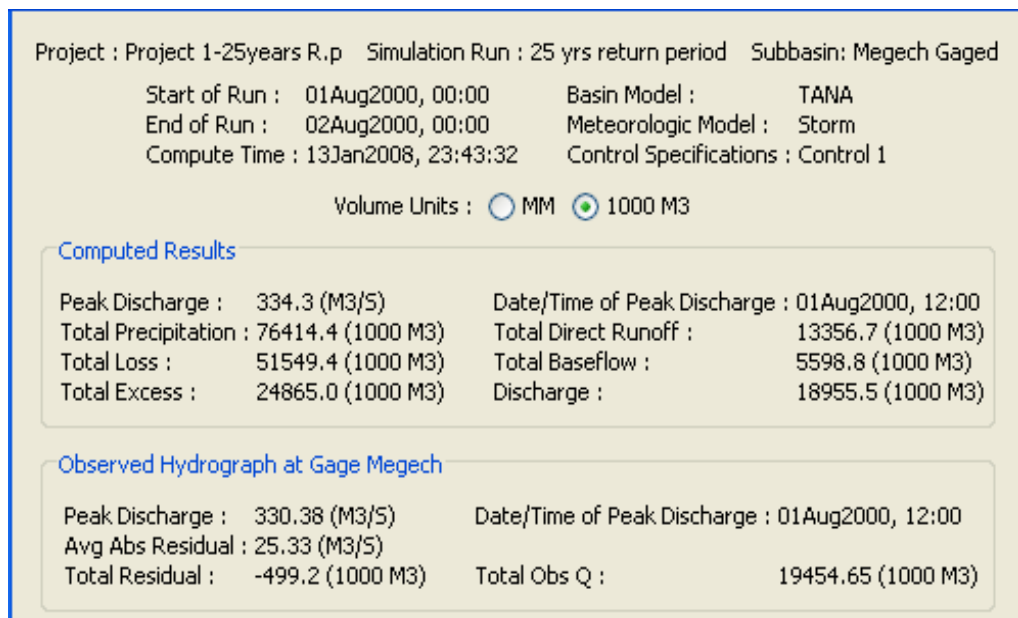 Project : Project 1-25years R.p Simulation Run : 25 yrs return period Subbasin: Megech Gaged
Start of Run : 01Aug2000, 00:00 Basin Model : TANA
End of Run : 02Aug2000, 00:00 Meteorologic Model : Storm
Compute Time : 13Jan2008, 23:43:32 Control Specifications : Control 1
Volume Units : MM 1000 M3
Computed Results
Peak Discharge : 334.3 (M3/S) Date/Time of Peak Discharge : 01Aug2000, 12:00
Total Precipitation : 76414.4 (1000 M3) Total Direct Runoff : 13356.7 (1000 M3)
Total Loss : 51549.4 (1000 M3) Total Baseflow : 5598.8 (1000 M3)
Total Excess : 24865.0 (1000 M3) Discharge : 18955.5 (1000 M3)
Observed Hydrograph at Gage Megech
Peak Discharge : 330.38 (M3/S) Date/Time of Peak Discharge : 01Aug2000, 12:00
Avg Abs Residual : 25.33 (M3/S)
Total Residual : -499.2 (1000 M3) Total Obs Q : 19454.65 (1000 M3)